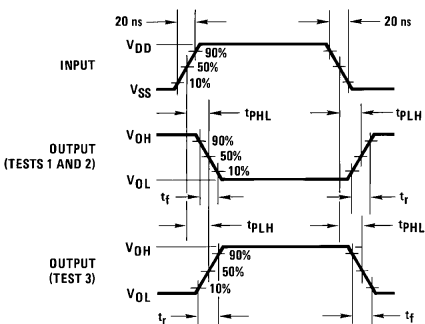 20 ns
20 ns
INPUT
VDD
90%
50%
10%
VSS
tPHL
tPLH
OUTPUT
(TESTS 1 AND 2)
VOH
90%
50%
10%
VOL
tf
tr
tPLH
tPHL
OUTPUT
(TEST 3)
VOH
90%
50%
10%
VOL
tr
tf